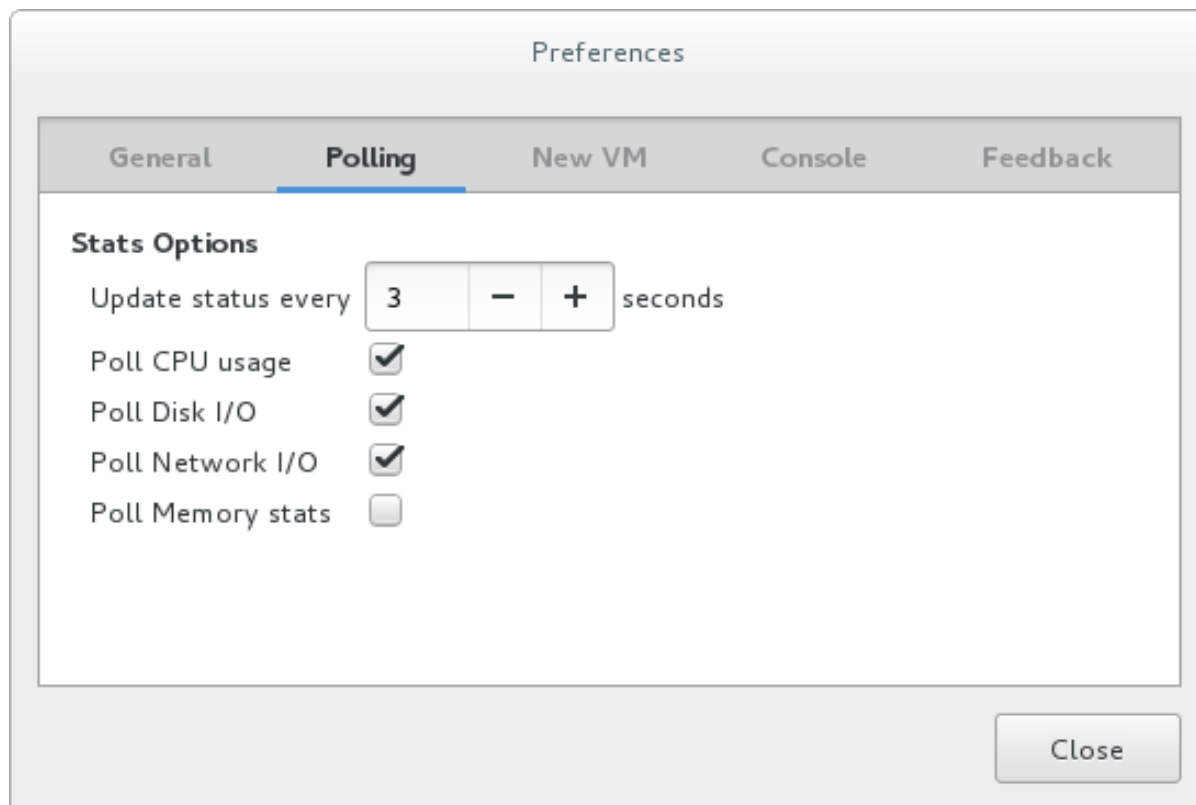 Preferences
General Polling New VM Console Feedback
Stats Options
Update status every 3 − + seconds
Poll CPU usage
Poll Disk I/O
Poll Network I/O
Poll Memory stats
Close